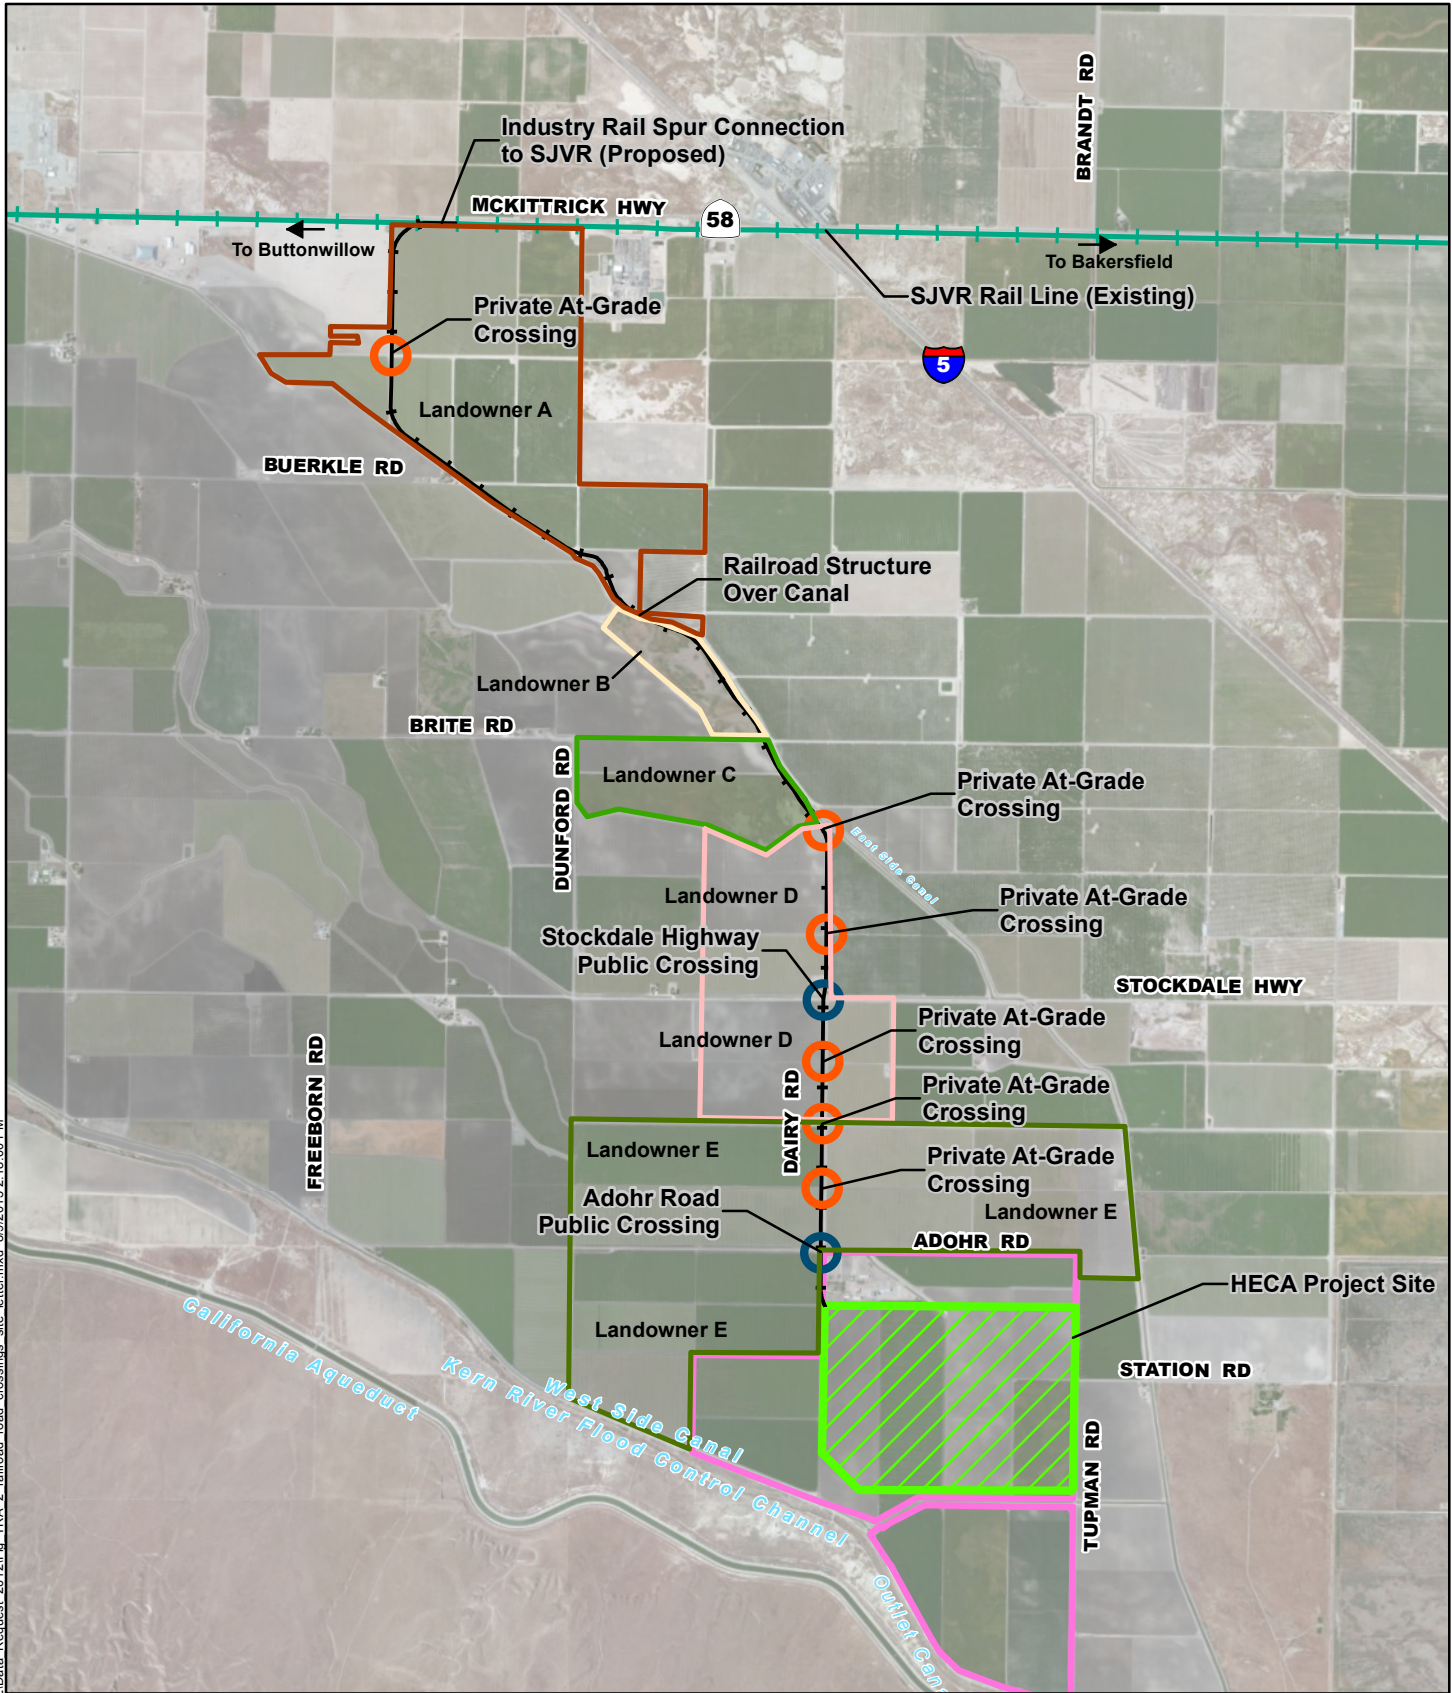 BRANDT RD
Industry Rail Spur Connection
to SJVR (Proposed)
MCKITTRICK HWY
58
To Buttonwillow
To Bakersfield
SJVR Rail Line (Existing)
Private At-Grade
Crossing
5
Landowner A
BUERKLE RD
Railroad Structure
Over Canal
Landowner B
BRITE RD
DUNFORD RD
Landowner C
Private At-Grade
Crossing
East Side Canal
Landowner D
Private At-Grade
Crossing
Stockdale Highway
Public Crossing
STOCKDALE HWY
Private At-Grade
Crossing
Landowner D
FREEBORN RD
DAIRY RD
Private At-Grade
Crossing
Landowner E
Private At-Grade
Crossing
Adohr Road
Public Crossing
Landowner E
ADOHR RD
HECA Project Site
California Aqueduct
Landowner E
STATION RD
West Side Canal
Kern River Flood Control Channel
TUPMAN RD
Outlet